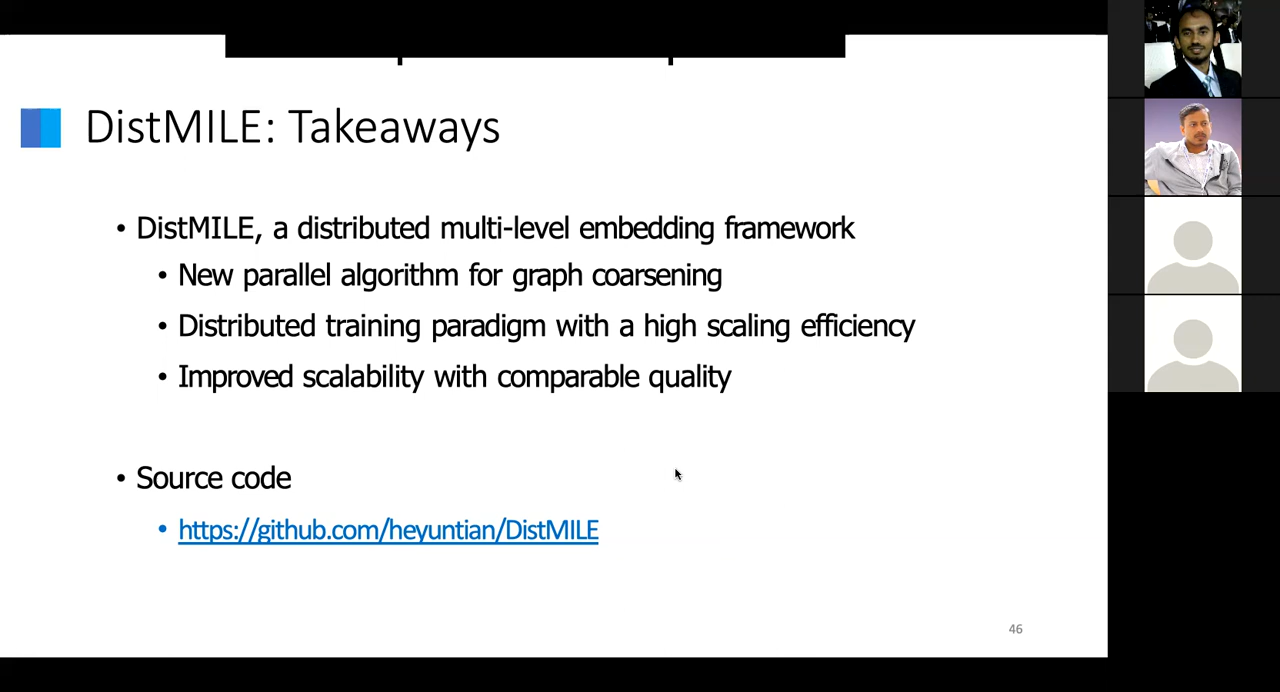 DistMILE: Takeaways
• DistMILE, a distributed multi-level embedding framework
• New parallel algorithm for graph coarsening
• Distributed training paradigm with a high scaling efficiency
• Improved scalability with comparable quality
• Source code
• https://github.com/heyuntian/DistMILE
46